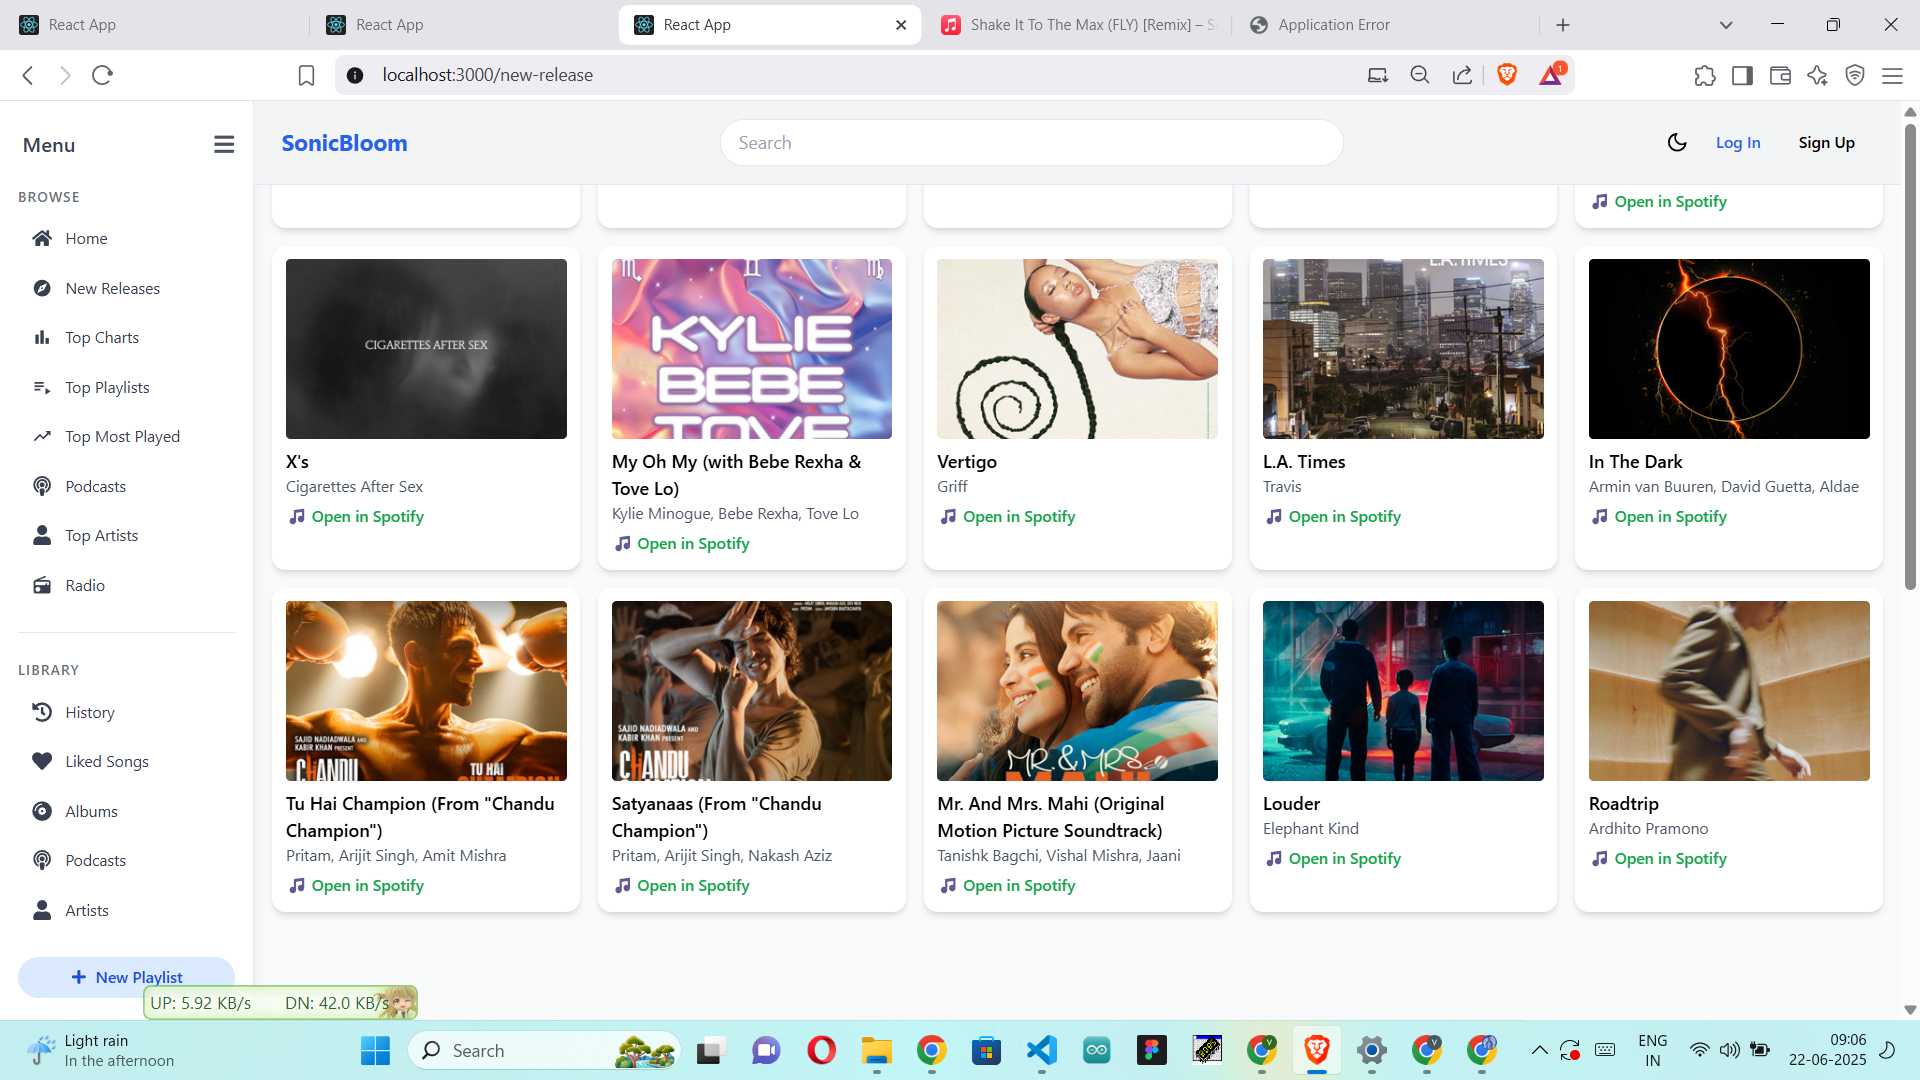 React App
React App
React App
Shake It To The Max (FLY) [Remix] – S
Application Error
localhost:3000/new-release
1
Menu
SonicBloom
Search
Log In
Sign Up
BROWSE
Home
New Releases
Top Charts
Top Playlists
Top Most Played
Podcasts
Top Artists
Radio
LIBRARY
History
Liked Songs
Albums
Podcasts
Artists
New Playlist
Open in Spotify
CIGARETTES AFTER SEX
X's
Cigarettes After Sex
Open in Spotify
KYLIE
BEBE
TOVE
My Oh My (with Bebe Rexha &
Tove Lo)
Kylie Minogue, Bebe Rexha, Tove Lo
Open in Spotify
Vertigo
Griff
Open in Spotify
L.A. TIMES
L.A. Times
Travis
Open in Spotify
In The Dark
Armin van Buuren, David Guetta, Aldae
Open in Spotify
SAJID NADIADWALA AND
KABIR KHAN PRESENT
CHANDU
TU HAI
CHAMPION
Tu Hai Champion (From "Chandu
Champion")
Pritam, Arijit Singh, Amit Mishra
Open in Spotify
SAJID NADIADWALA AND
KABIR KHAN PRESENT
CHANDU
Satyanaas (From "Chandu
Champion")
Pritam, Arijit Singh, Nakash Aziz
Open in Spotify
MR. & MRS.
MAHI
Mr. And Mrs. Mahi (Original
Motion Picture Soundtrack)
Tanishk Bagchi, Vishal Mishra, Jaani
Open in Spotify
Louder
Elephant Kind
Open in Spotify
Roadtrip
Ardhito Pramono
Open in Spotify
UP: 5.92 KB/s DN: 42.0 KB/s
Light rain
In the afternoon
Search
ENG
IN
09:06
22-06-2025